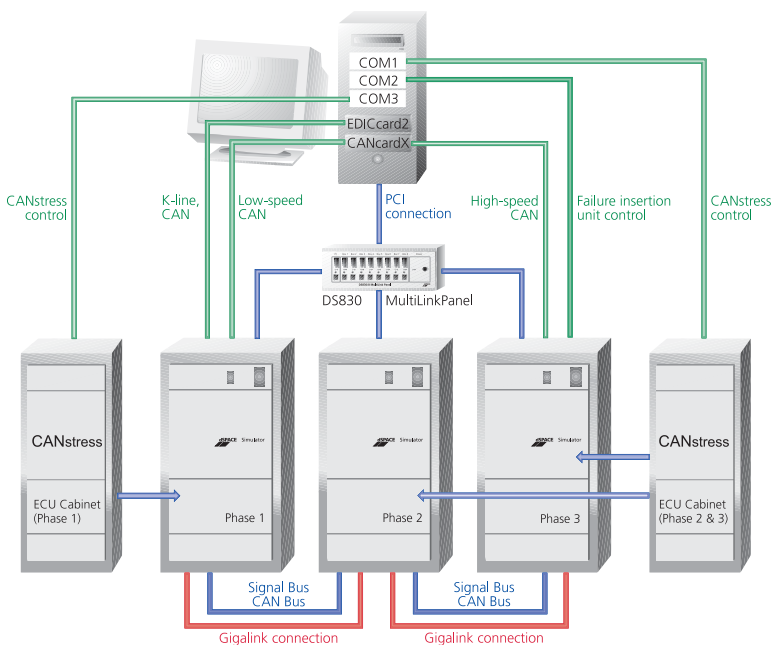 COM1
COM2
COM3
EDICcard2
CANcardX
CANstress
control
K-line,
CAN
Low-speed
CAN
PCI
connection
High-speed
CAN
Failure insertion
unit control
CANstress
control
DS830 MultiLinkPanel
CANstress
ECU Cabinet
(Phase 1)
dSPACE Simulator
Phase 1
dSPACE Simulator
Phase 2
dSPACE Simulator
Phase 3
CANstress
ECU Cabinet
(Phase 2 & 3)
Signal Bus
CAN Bus
Signal Bus
CAN Bus
Gigalink connection
Gigalink connection